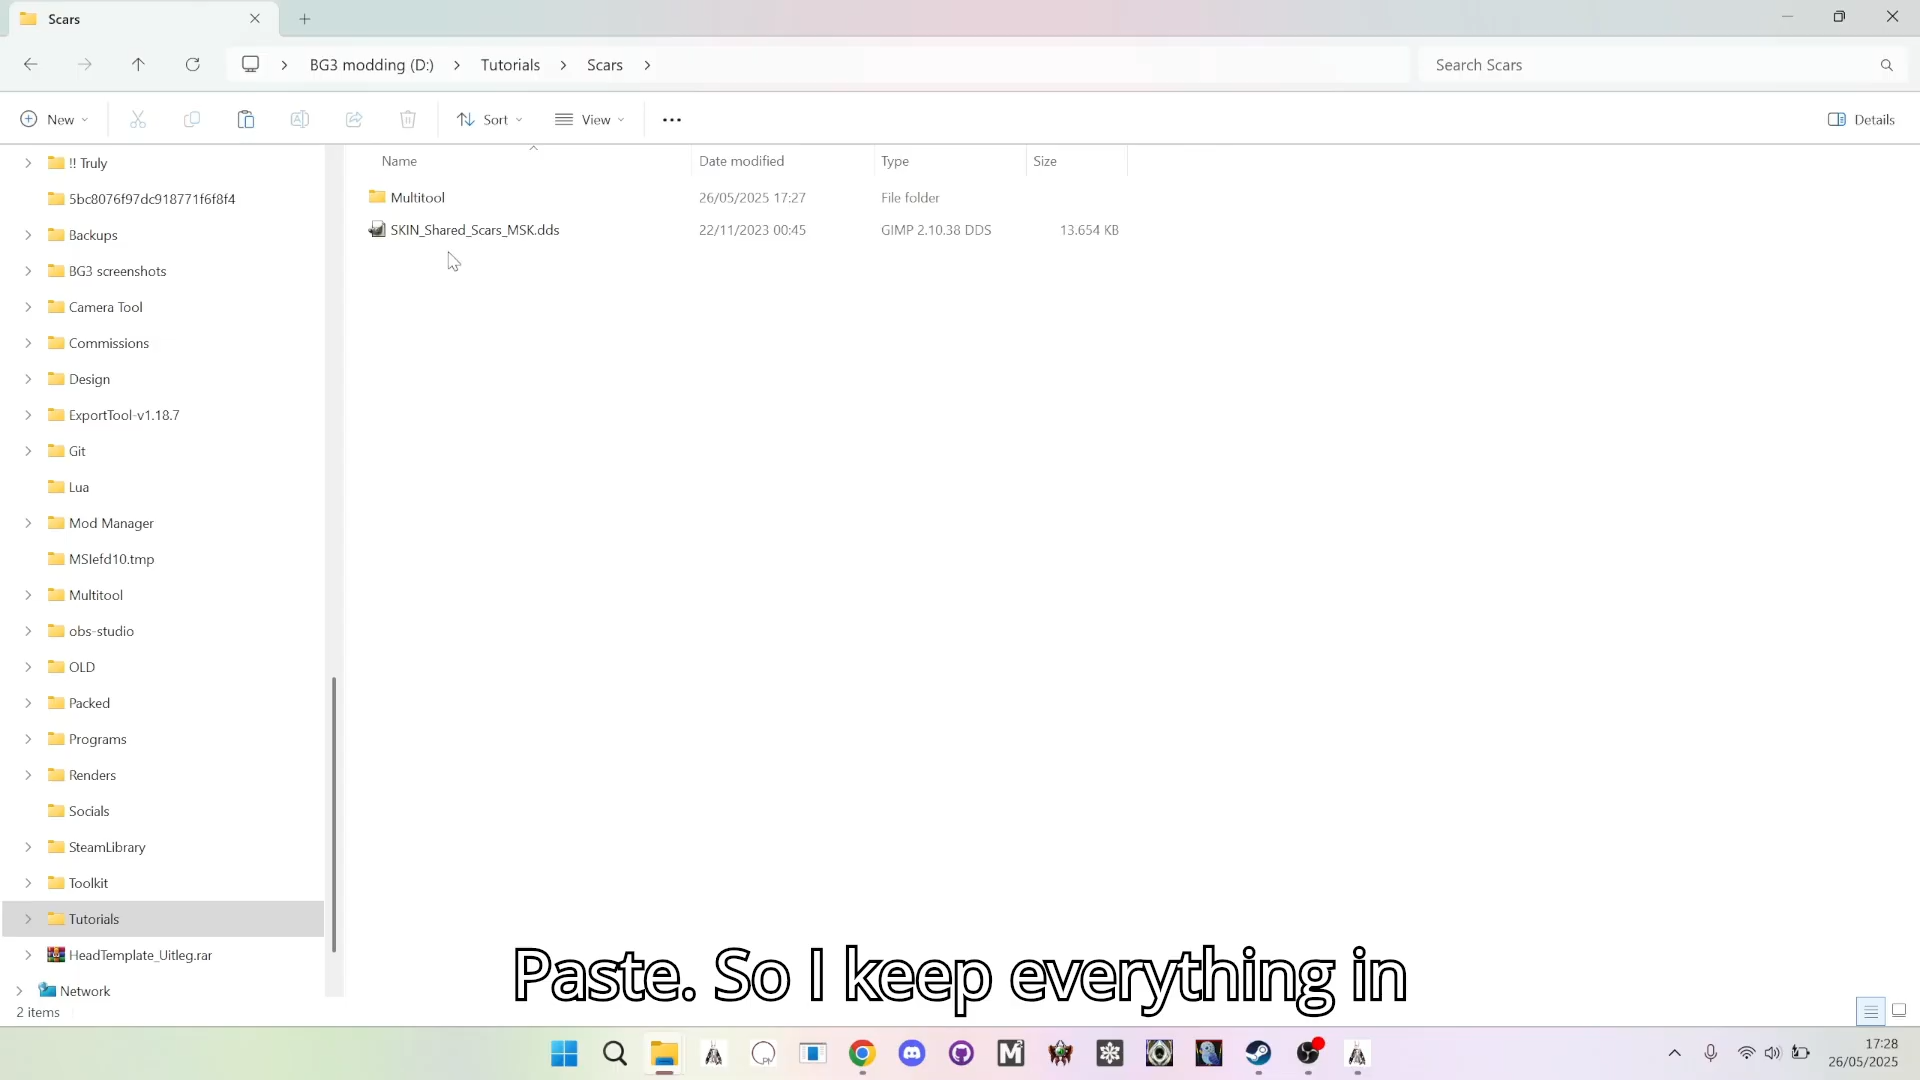 Scars
BG3 modding (D:)
Tutorials
Scars
Search Scars
New
Sort
View
Details
Name
Date modified
Type
Size
Multitool
26/05/2025 17:27
File folder
SKIN_Shared_Scars_MSK.dds
22/11/2023 00:45
GIMP 2.10.38 DDS
13.654 KB
!! Truly
5bc8076f97dc918771f6f8f4
Backups
BG3 screenshots
Camera Tool
Commissions
Design
ExportTool-v1.18.7
Git
Lua
Mod Manager
MSIefd10.tmp
Multitool
obs-studio
OLD
Packed
Programs
Renders
Socials
SteamLibrary
Toolkit
Tutorials
HeadTemplate_Uitleg.rar
Network
2 items
Paste. So I keep everything in
17:28
26/05/2025